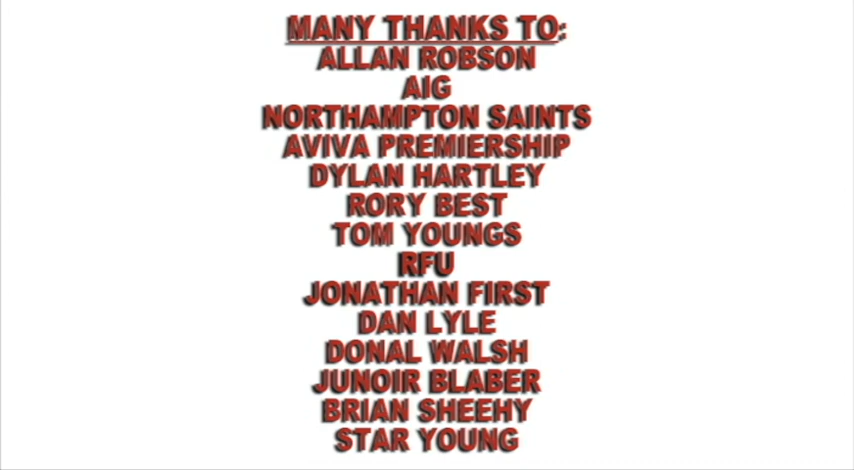 MANY THANKS TO:
ALLAN ROBSON
AIG
NORTHAMPTON SAINTS
AVIVA PREMIERSHIP
DYLAN HARTLEY
RORY BEST
TOM YOUNGS
RFU
JONATHAN FIRST
DAN LYLE
DONAL WALSH
JUNOIR BLABER
BRIAN SHEEHY
STAR YOUNG